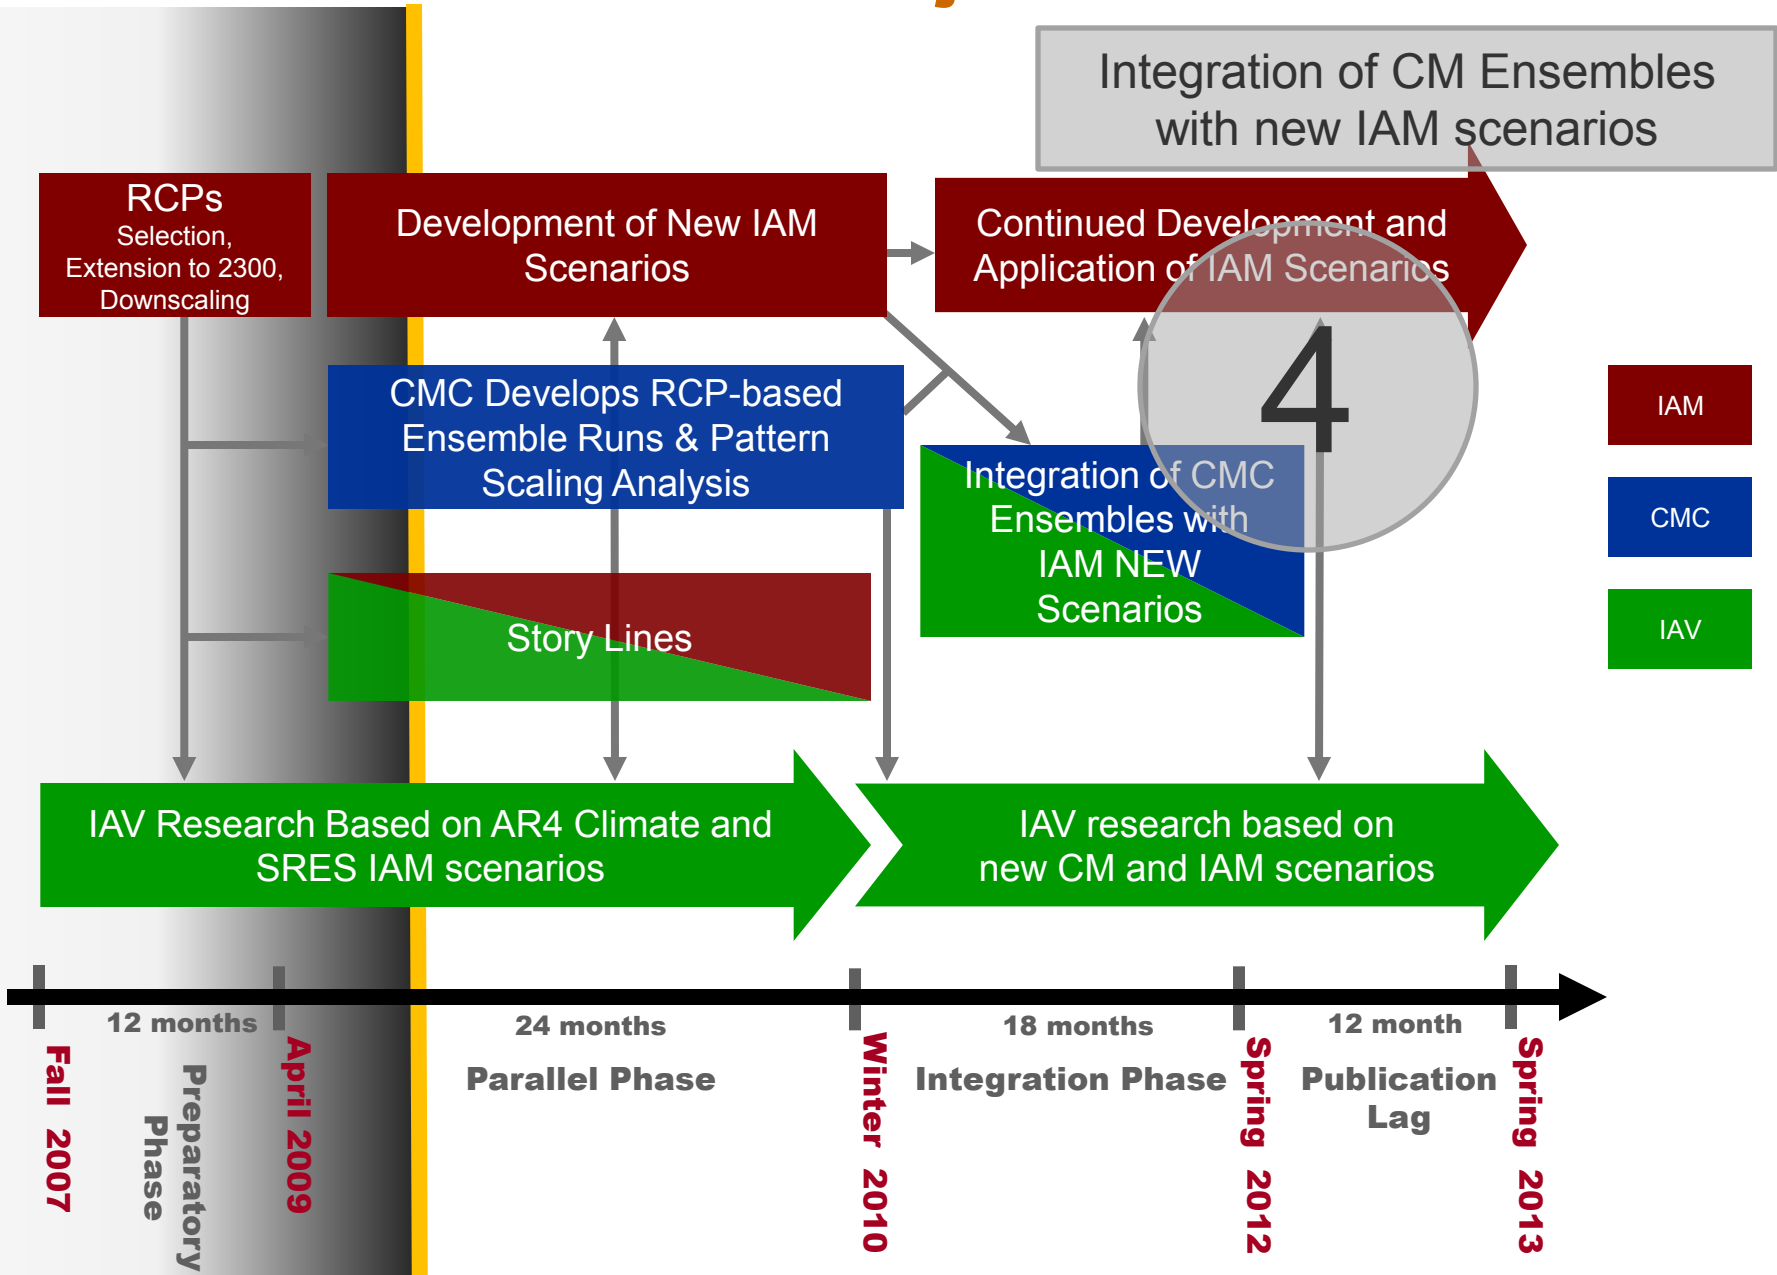 Integration of CM Ensembles
with new IAM scenarios
RCPs
Selection,
Extension to 2300,
Downscaling
Development of New IAM
Scenarios
Continued Development and
Application of IAM Scenarios
4
CMC Develops RCP-based
Ensemble Runs & Pattern
Scaling Analysis
Integration of CMC
Ensembles with
IAM NEW
Scenarios
Story Lines
IAM
CMC
IAV
IAV Research Based on AR4 Climate and
SRES IAM scenarios
IAV research based on
new CM and IAM scenarios
12 months
24 months
18 months
12 month
Fall 2007
Preparatory
Phase
April 2009
Parallel Phase
Winter 2010
Integration Phase
Spring 2012
Publication
Lag
Spring 2013